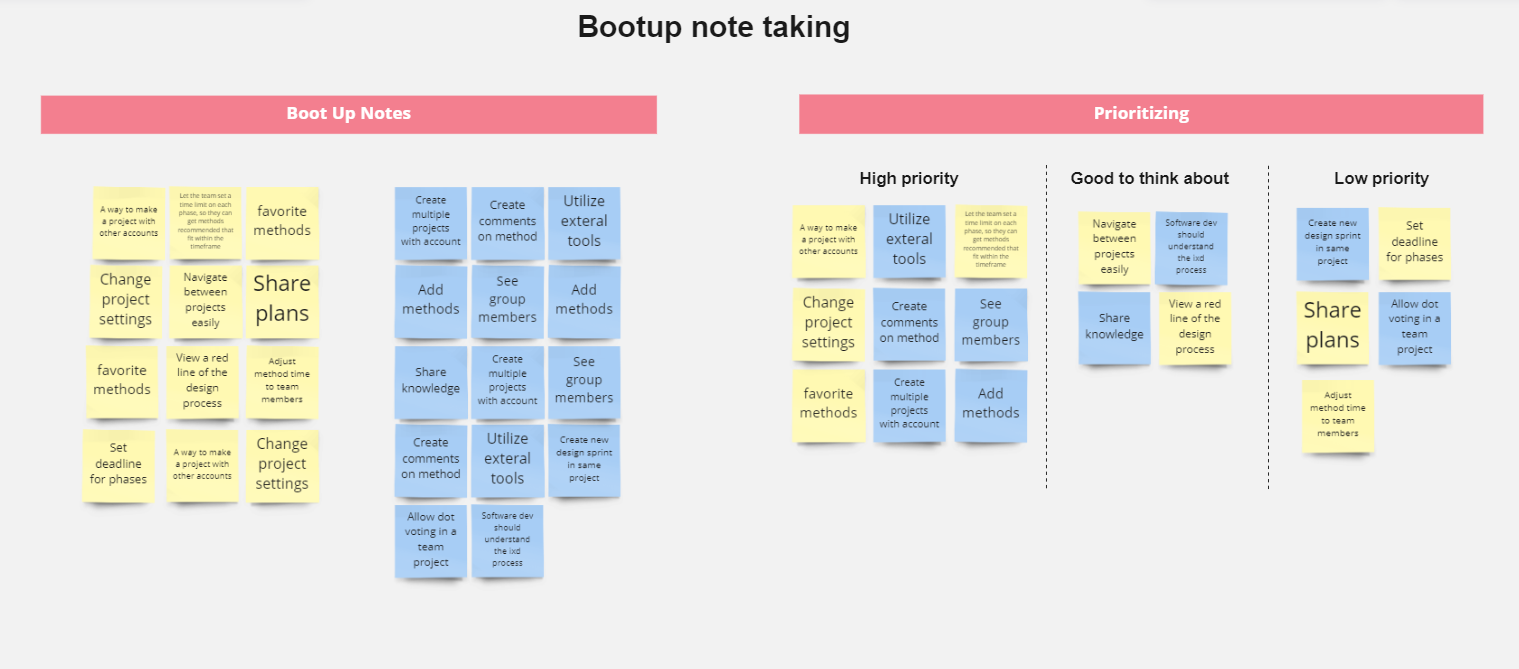 Bootup note taking
Boot Up Notes
A way to make
a project with
other accounts
Let the team set a
time limit on each
phase, so they can
get methods
recommended that
fit within the
timeframe
favorite
methods
Change
project
settings
Navigate
between
projects
easily
Share
plans
favorite
methods
View a red
line of the
design
process
Adjust
method time
to team
members
Set
deadline
for phases
A way to make
a project with
other accounts
Change
project
settings
Create
multiple
projects
with account
Create
comments
on method
Utilize
exteral
tools
Add
methods
See
group
members
Add
methods
Share
knowledge
Create
multiple
projects
with account
See
group
members
Create
comments
on method
Utilize
exteral
tools
Create new
design sprint
in same
project
Allow dot
voting in a
team
project
Software dev
should
understand
the ixd
process
Prioritizing
High priority
A way to make
a project with
other accounts
Utilize
exteral
tools
Let the team set a
time limit on each
phase, so they can
get methods
recommended that
fit within the
timeframe
Change
project
settings
Create
comments
on method
See
group
members
favorite
methods
Create
multiple
projects
with account
Add
methods
Good to think about
Navigate
between
projects
easily
Software dev
should
understand
the ixd
process
Share
knowledge
View a red
line of the
design
process
Low priority
Create new
design sprint
in same
project
Set
deadline
for phases
Share
plans
Allow dot
voting in a
team
project
Adjust
method time
to team
members